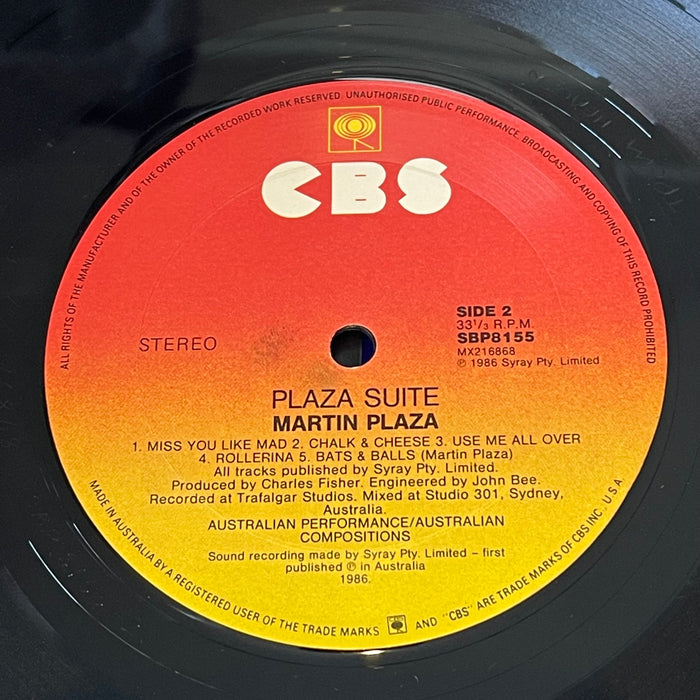 ALL RIGHTS OF THE MANUFACTURER AND OF THE OWNER OF THE RECORDED WORK RESERVED. UNAUTHORISED PUBLIC PERFORMANCE, BROADCASTING AND COPYING OF THIS RECORD PROHIBITED
CBS
STEREO
SIDE 2
33 1/3 R.P.M.
SBP8155
MX216868
℗ 1986 Syray Pty. Limited
PLAZA SUITE
MARTIN PLAZA
1. MISS YOU LIKE MAD 2. CHALK & CHEESE 3. USE ME ALL OVER
4. ROLLERINA 5. BATS & BALLS (Martin Plaza)
All tracks published by Syray Pty. Limited.
Produced by Charles Fisher. Engineered by John Bee.
Recorded at Trafalgar Studios. Mixed at Studio 301, Sydney,
Australia.
AUSTRALIAN PERFORMANCE/AUSTRALIAN
COMPOSITIONS
Sound recording made by Syray Pty. Limited – first
published ℗ in Australia
1986.
MADE IN AUSTRALIA BY A REGISTERED USER OF THE TRADE MARKS AND "CBS" ARE TRADE MARKS OF CBS INC. U.S.A